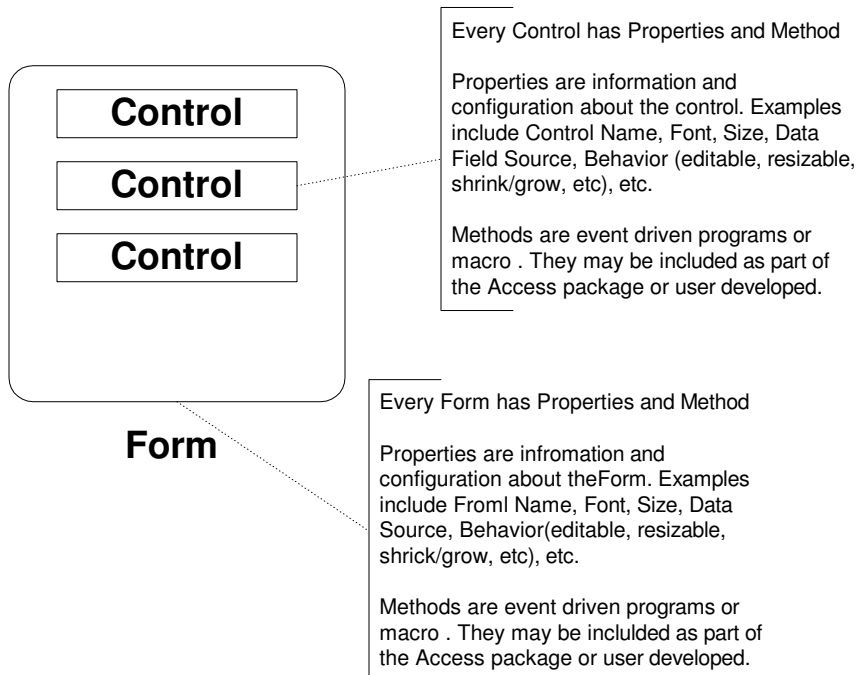 Control
Control
Control
Form
Every Control has Properties and Method
Properties are information and
configuration about the control. Examples
include Control Name, Font, Size, Data
Field Source, Behavior (editable, resizable,
shrink/grow, etc), etc.
Methods are event driven programs or
macro . They may be included as part of
the Access package or user developed.
Every Form has Properties and Method
Properties are infromation and
configuration about theForm. Examples
include Froml Name, Font, Size, Data
Source, Behavior(editable, resizable,
shrick/grow, etc), etc.
Methods are event driven programs or
macro . They may be inclulded as part of
the Access package or user developed.